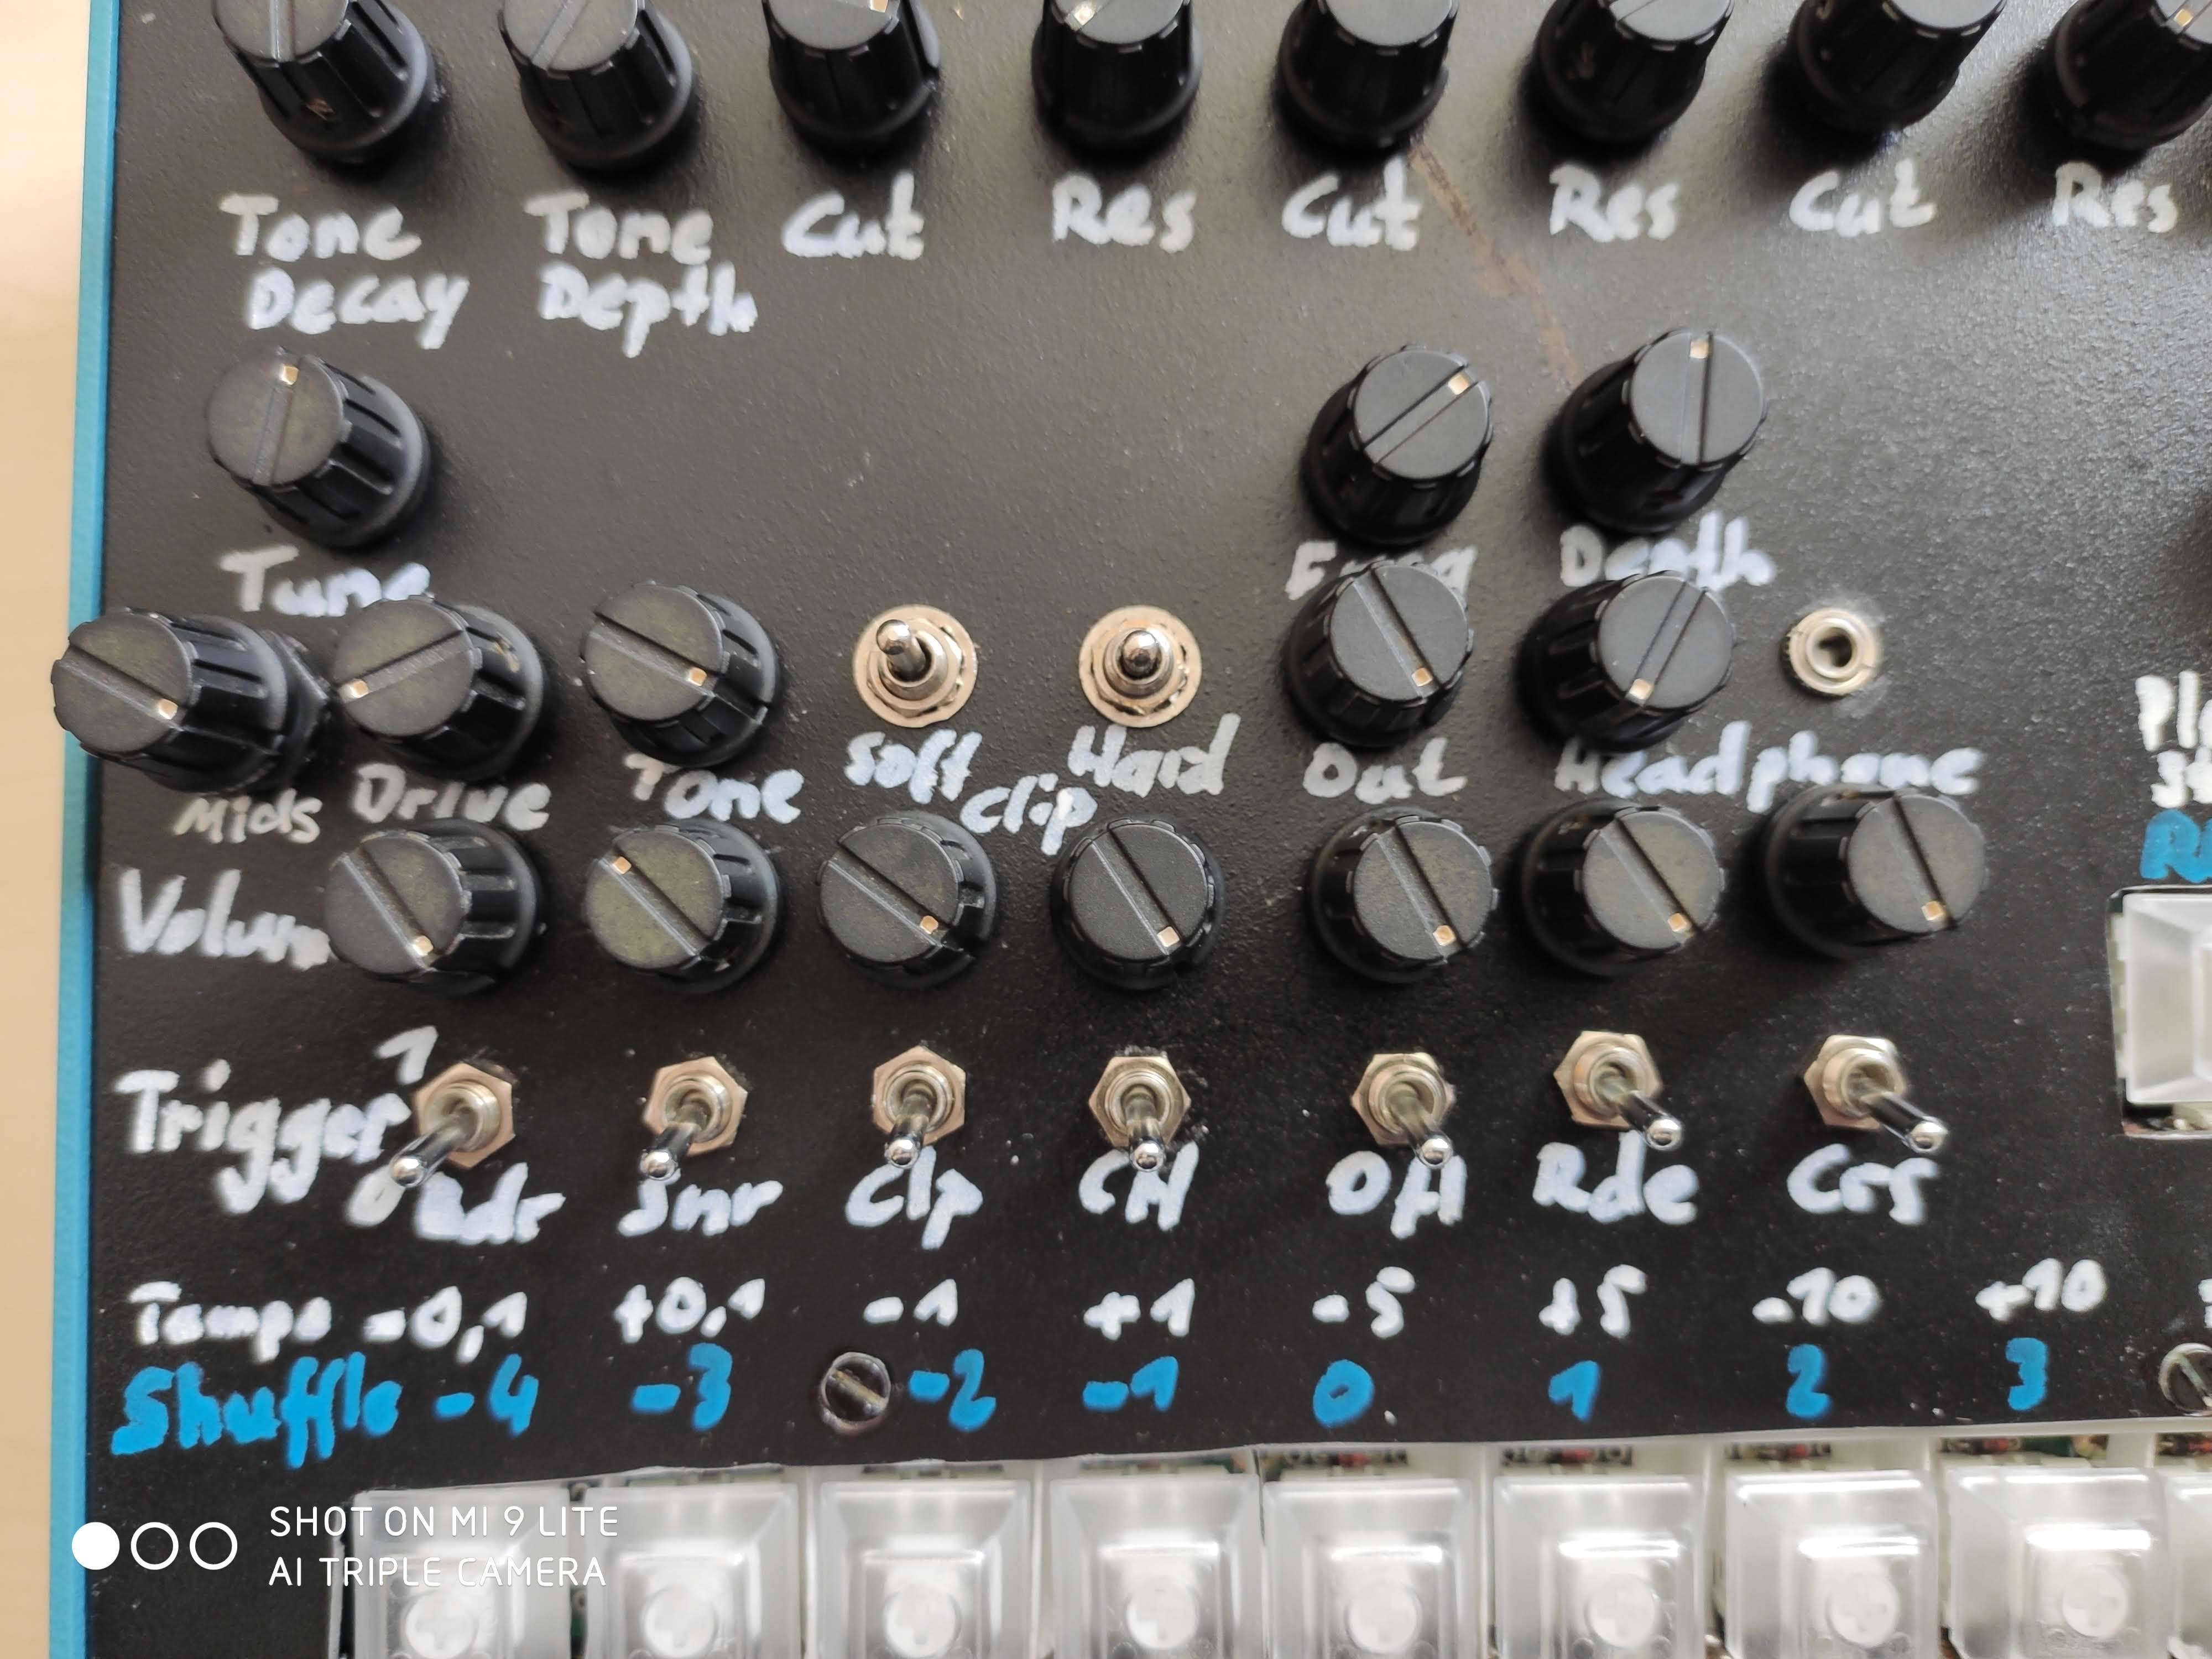 Tone Tone Cut Res Cut Res Cut Res
Decay Depth
Tune Freq Depth
Soft Hard
Mids Drive Tone Clip Out Headphone
Volum
1
Trigger
0 Bdr Snr Clp CH OH Rde Crs
Tempo -0,1 +0,1 -1 +1 -5 +5 -10 +10
Shuffle -4 -3 -2 -1 0 1 2 3
SHOT ON MI 9 LITE
AI TRIPLE CAMERA